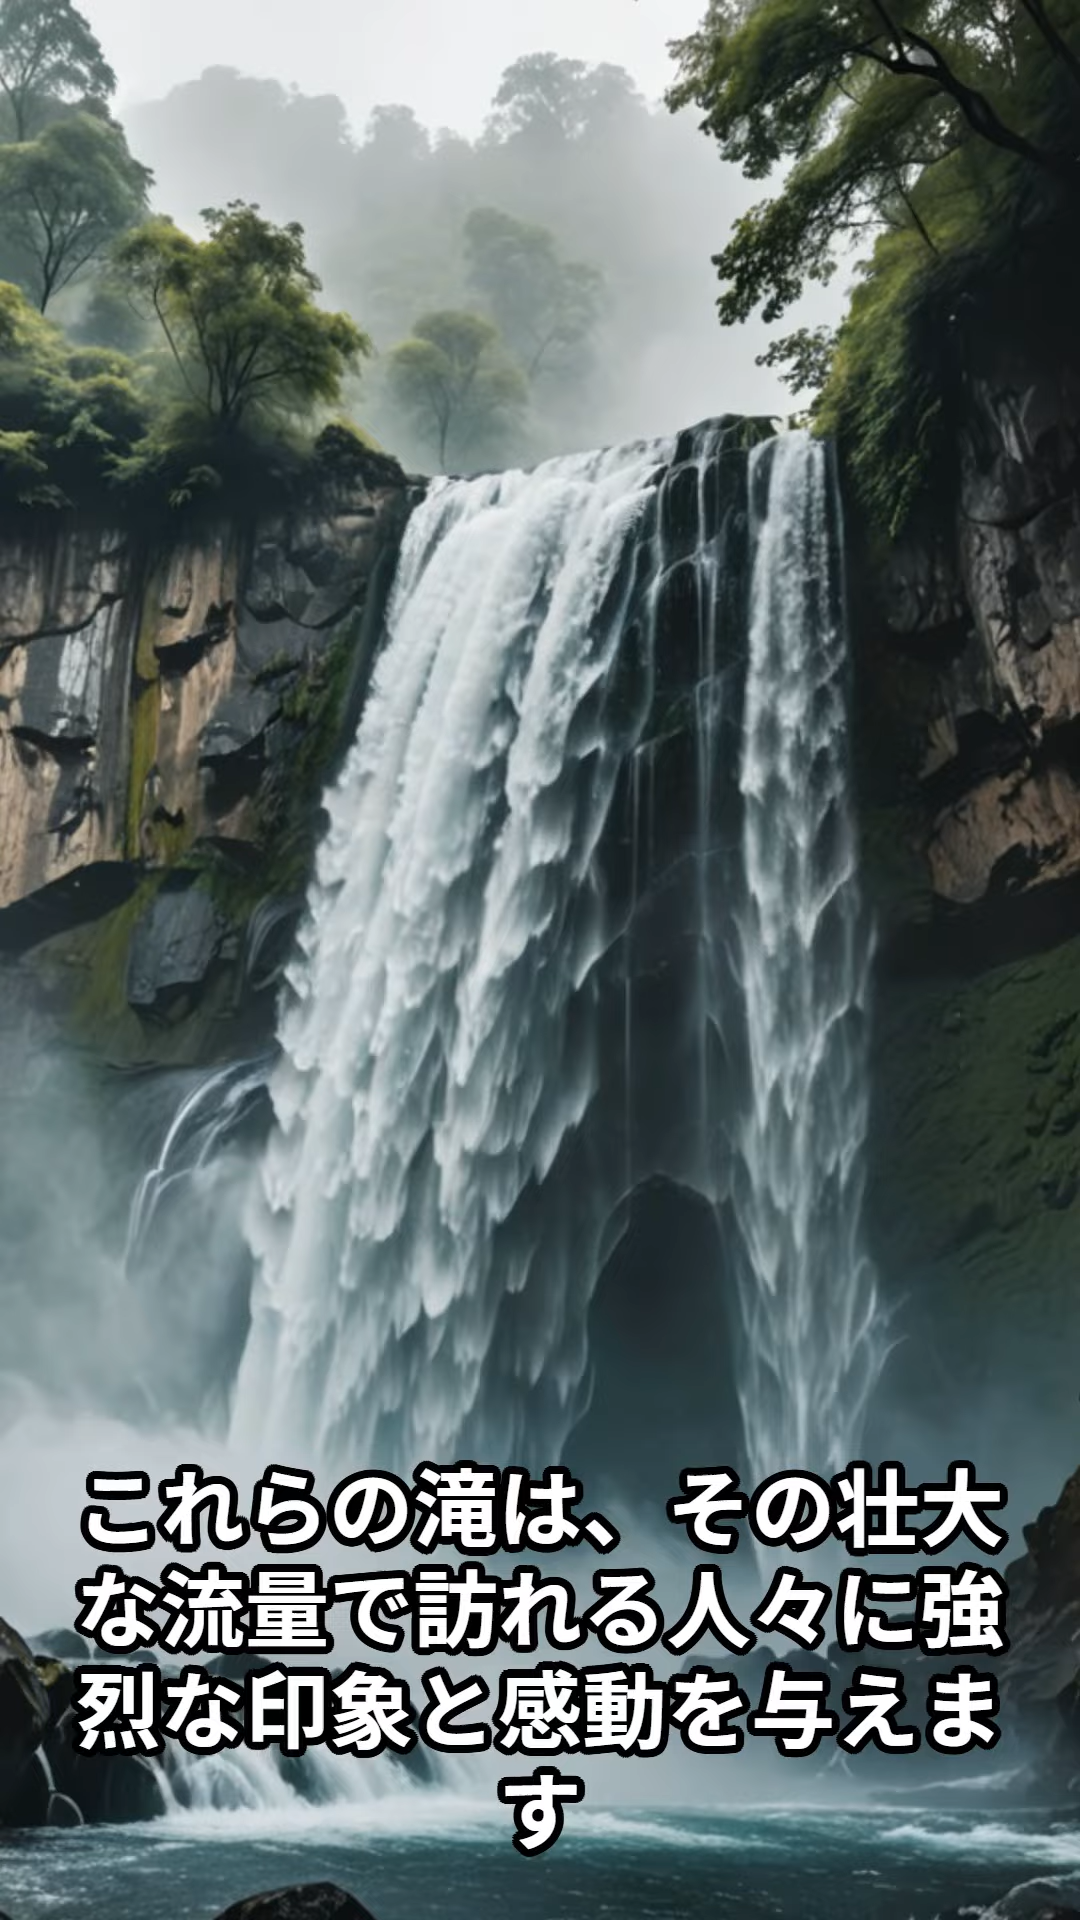 これらの滝は、その壮大
な流量で訪れる人々に強
烈な印象と感動を与えま
す